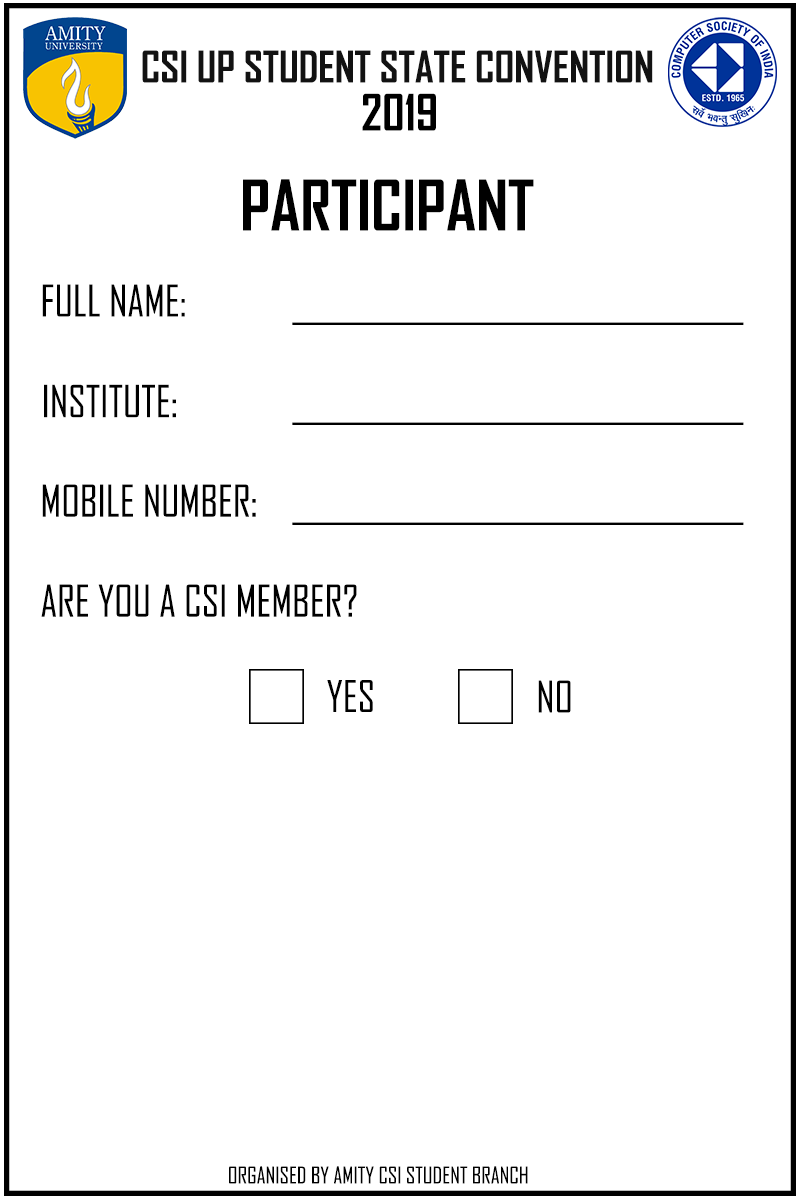 AMITY
UNIVERSITY
CSI UP STUDENT STATE CONVENTION
2019
COMPUTER SOCIETY OF INDIA
ESTD. 1965
सर्वे भवन्तु सुखिनः
PARTICIPANT
FULL NAME:
INSTITUTE:
MOBILE NUMBER:
ARE YOU A CSI MEMBER?
YES NO
ORGANISED BY AMITY CSI STUDENT BRANCH